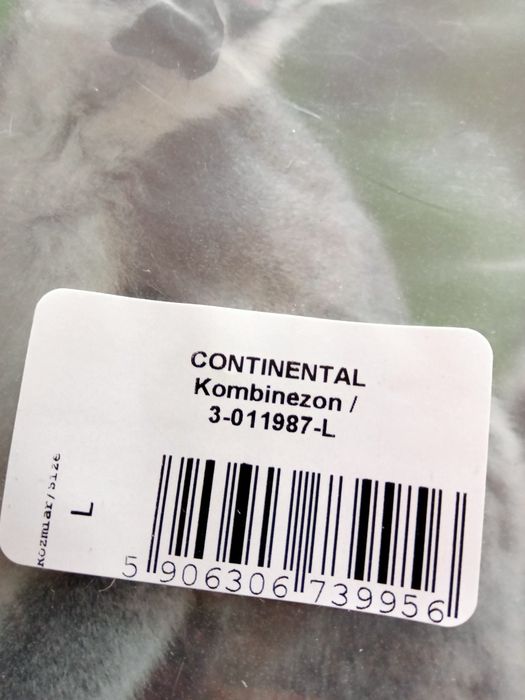 CONTINENTAL
Kombinezon /
3-011987-L
Rozmiar/Size
L
5 906306 739956